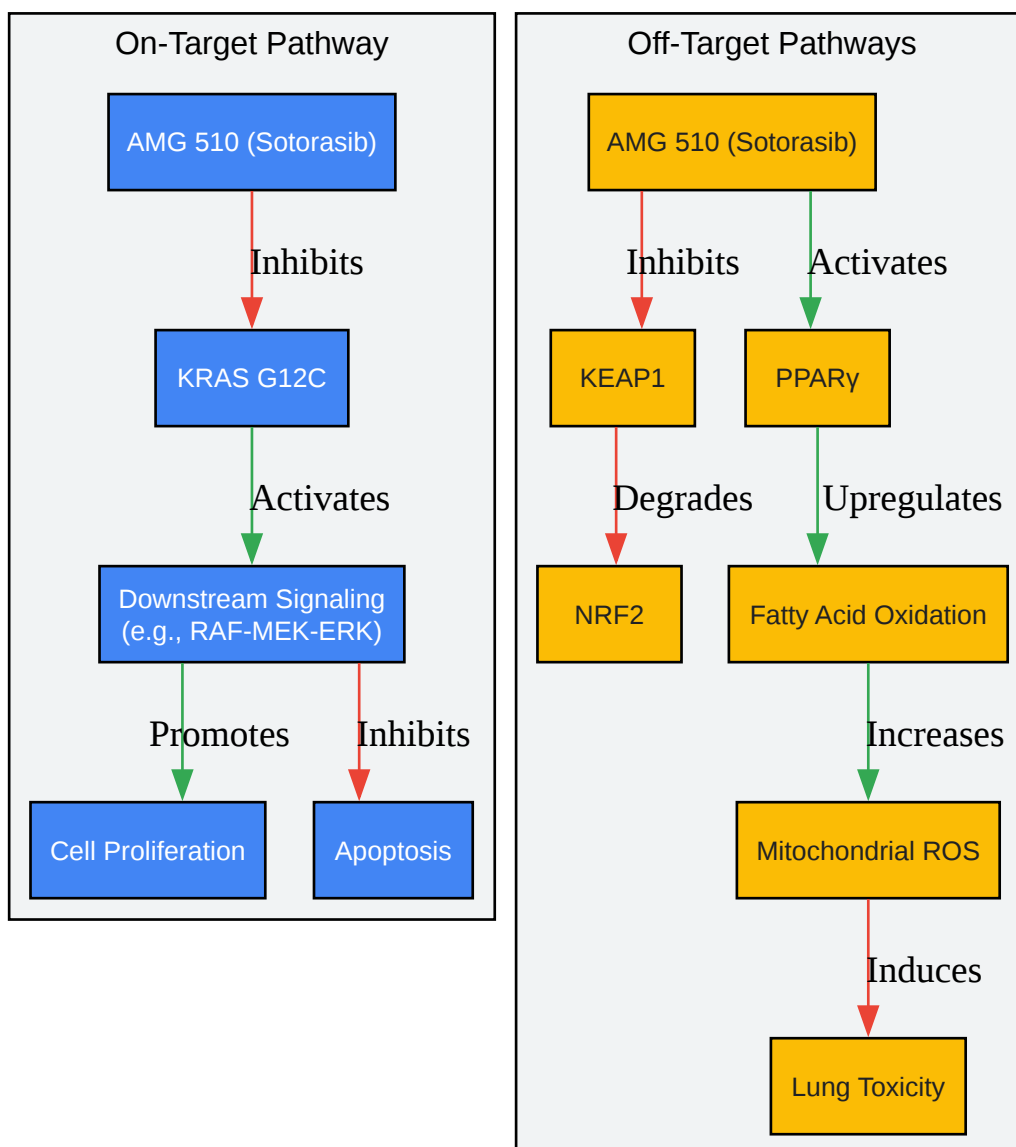 On-Target Pathway
AMG 510 (Sotorasib)
Inhibits
KRAS G12C
Activates
Downstream Signaling
(e.g., RAF-MEK-ERK)
Promotes
Inhibits
Cell Proliferation
Apoptosis
Off-Target Pathways
AMG 510 (Sotorasib)
Inhibits
Activates
KEAP1
PPARγ
Degrades
Upregulates
NRF2
Fatty Acid Oxidation
Increases
Mitochondrial ROS
Induces
Lung Toxicity